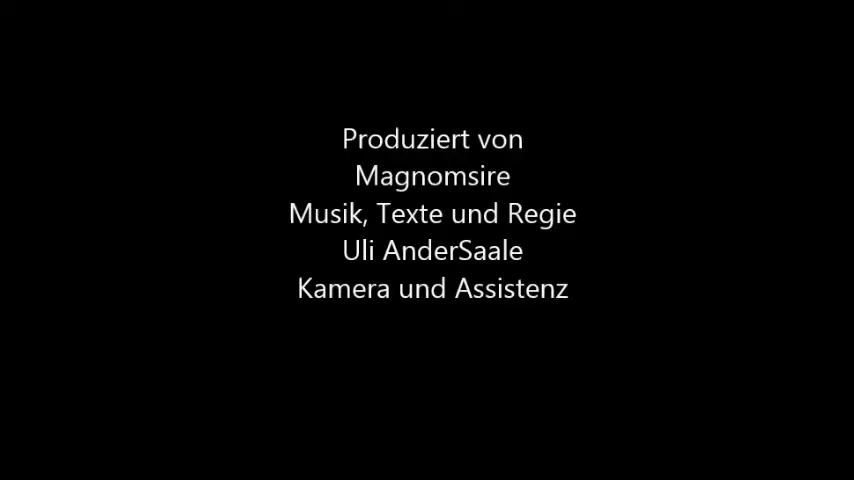 Produziert von
Magnomsire
Musik, Texte und Regie
Uli AnderSaale
Kamera und Assistenz